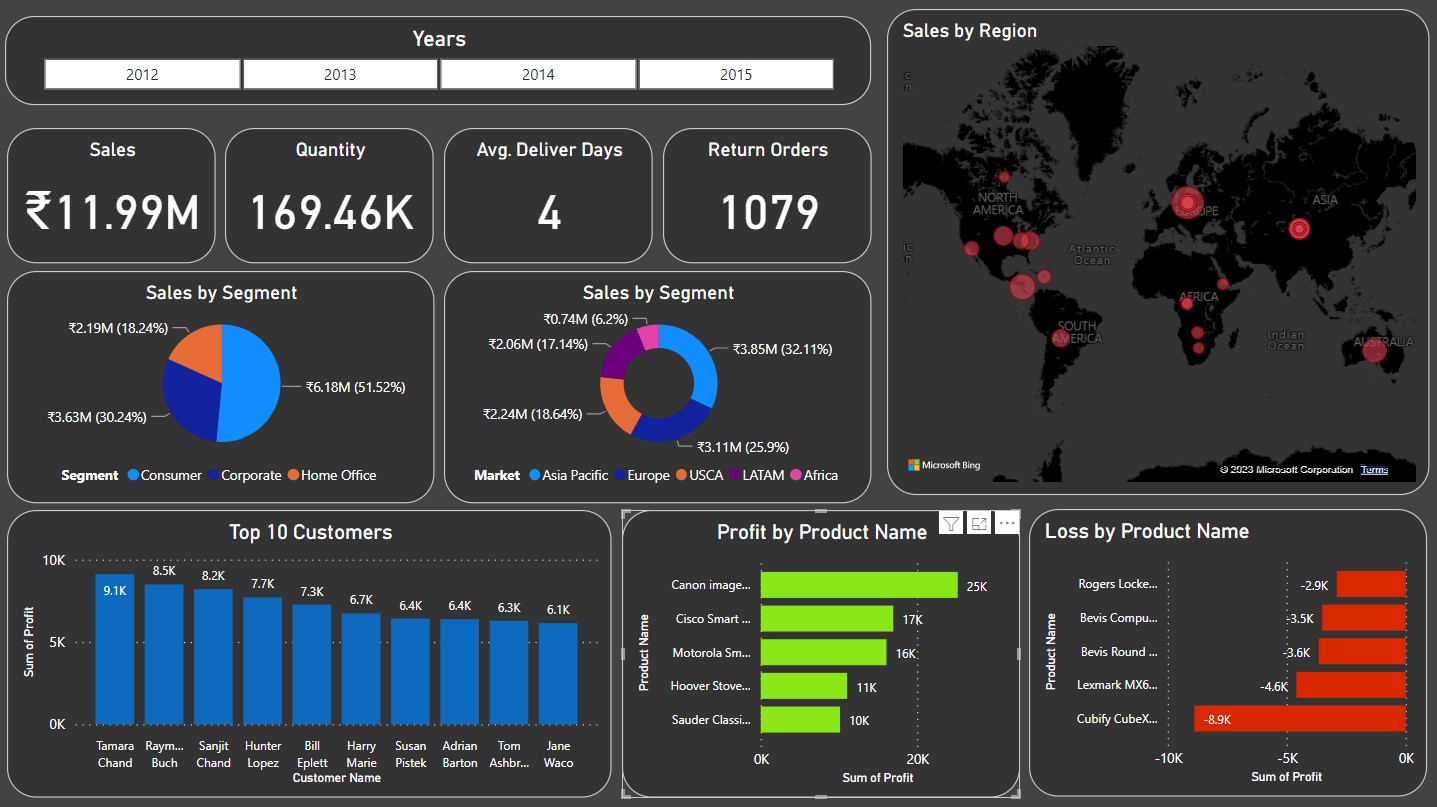 Years
2012
2013
2014
2015
Sales
₹11.99M
Quantity
169.46K
Avg. Deliver Days
4
Return Orders
1079
Sales by Region
NORTH
AMERICA
EUROPE
ASIA
Atlantic
Ocean
AFRICA
SOUTH
AMERICA
Indian
Ocean
AUSTRALIA
Microsoft Bing
© 2023 Microsoft Corporation Terms
Sales by Segment
₹2.19M (18.24%)
₹6.18M (51.52%)
₹3.63M (30.24%)
Segment Consumer Corporate Home Office
Sales by Segment
₹0.74M (6.2%)
₹2.06M (17.14%)
₹3.85M (32.11%)
₹2.24M (18.64%)
₹3.11M (25.9%)
Market Asia Pacific Europe USCA LATAM Africa
Top 10 Customers
Sum of Profit
10K
5K
0K
9.1K
8.5K
8.2K
7.7K
7.3K
6.7K
6.4K
6.4K
6.3K
6.1K
Tamara Chand
Raym... Buch
Sanjit Chand
Hunter Lopez
Bill Eplett
Harry Marie
Susan Pistek
Adrian Barton
Tom Ashbr...
Jane Waco
Customer Name
Profit by Product Name
Product Name
Canon image... 25K
Cisco Smart ... 17K
Motorola Sm... 16K
Hoover Stove... 11K
Sauder Classi... 10K
0K 20K
Sum of Profit
Loss by Product Name
Product Name
Rogers Locke... -2.9K
Bevis Compu... -3.5K
Bevis Round ... -3.6K
Lexmark MX6... -4.6K
Cubify CubeX... -8.9K
-10K -5K 0K
Sum of Profit